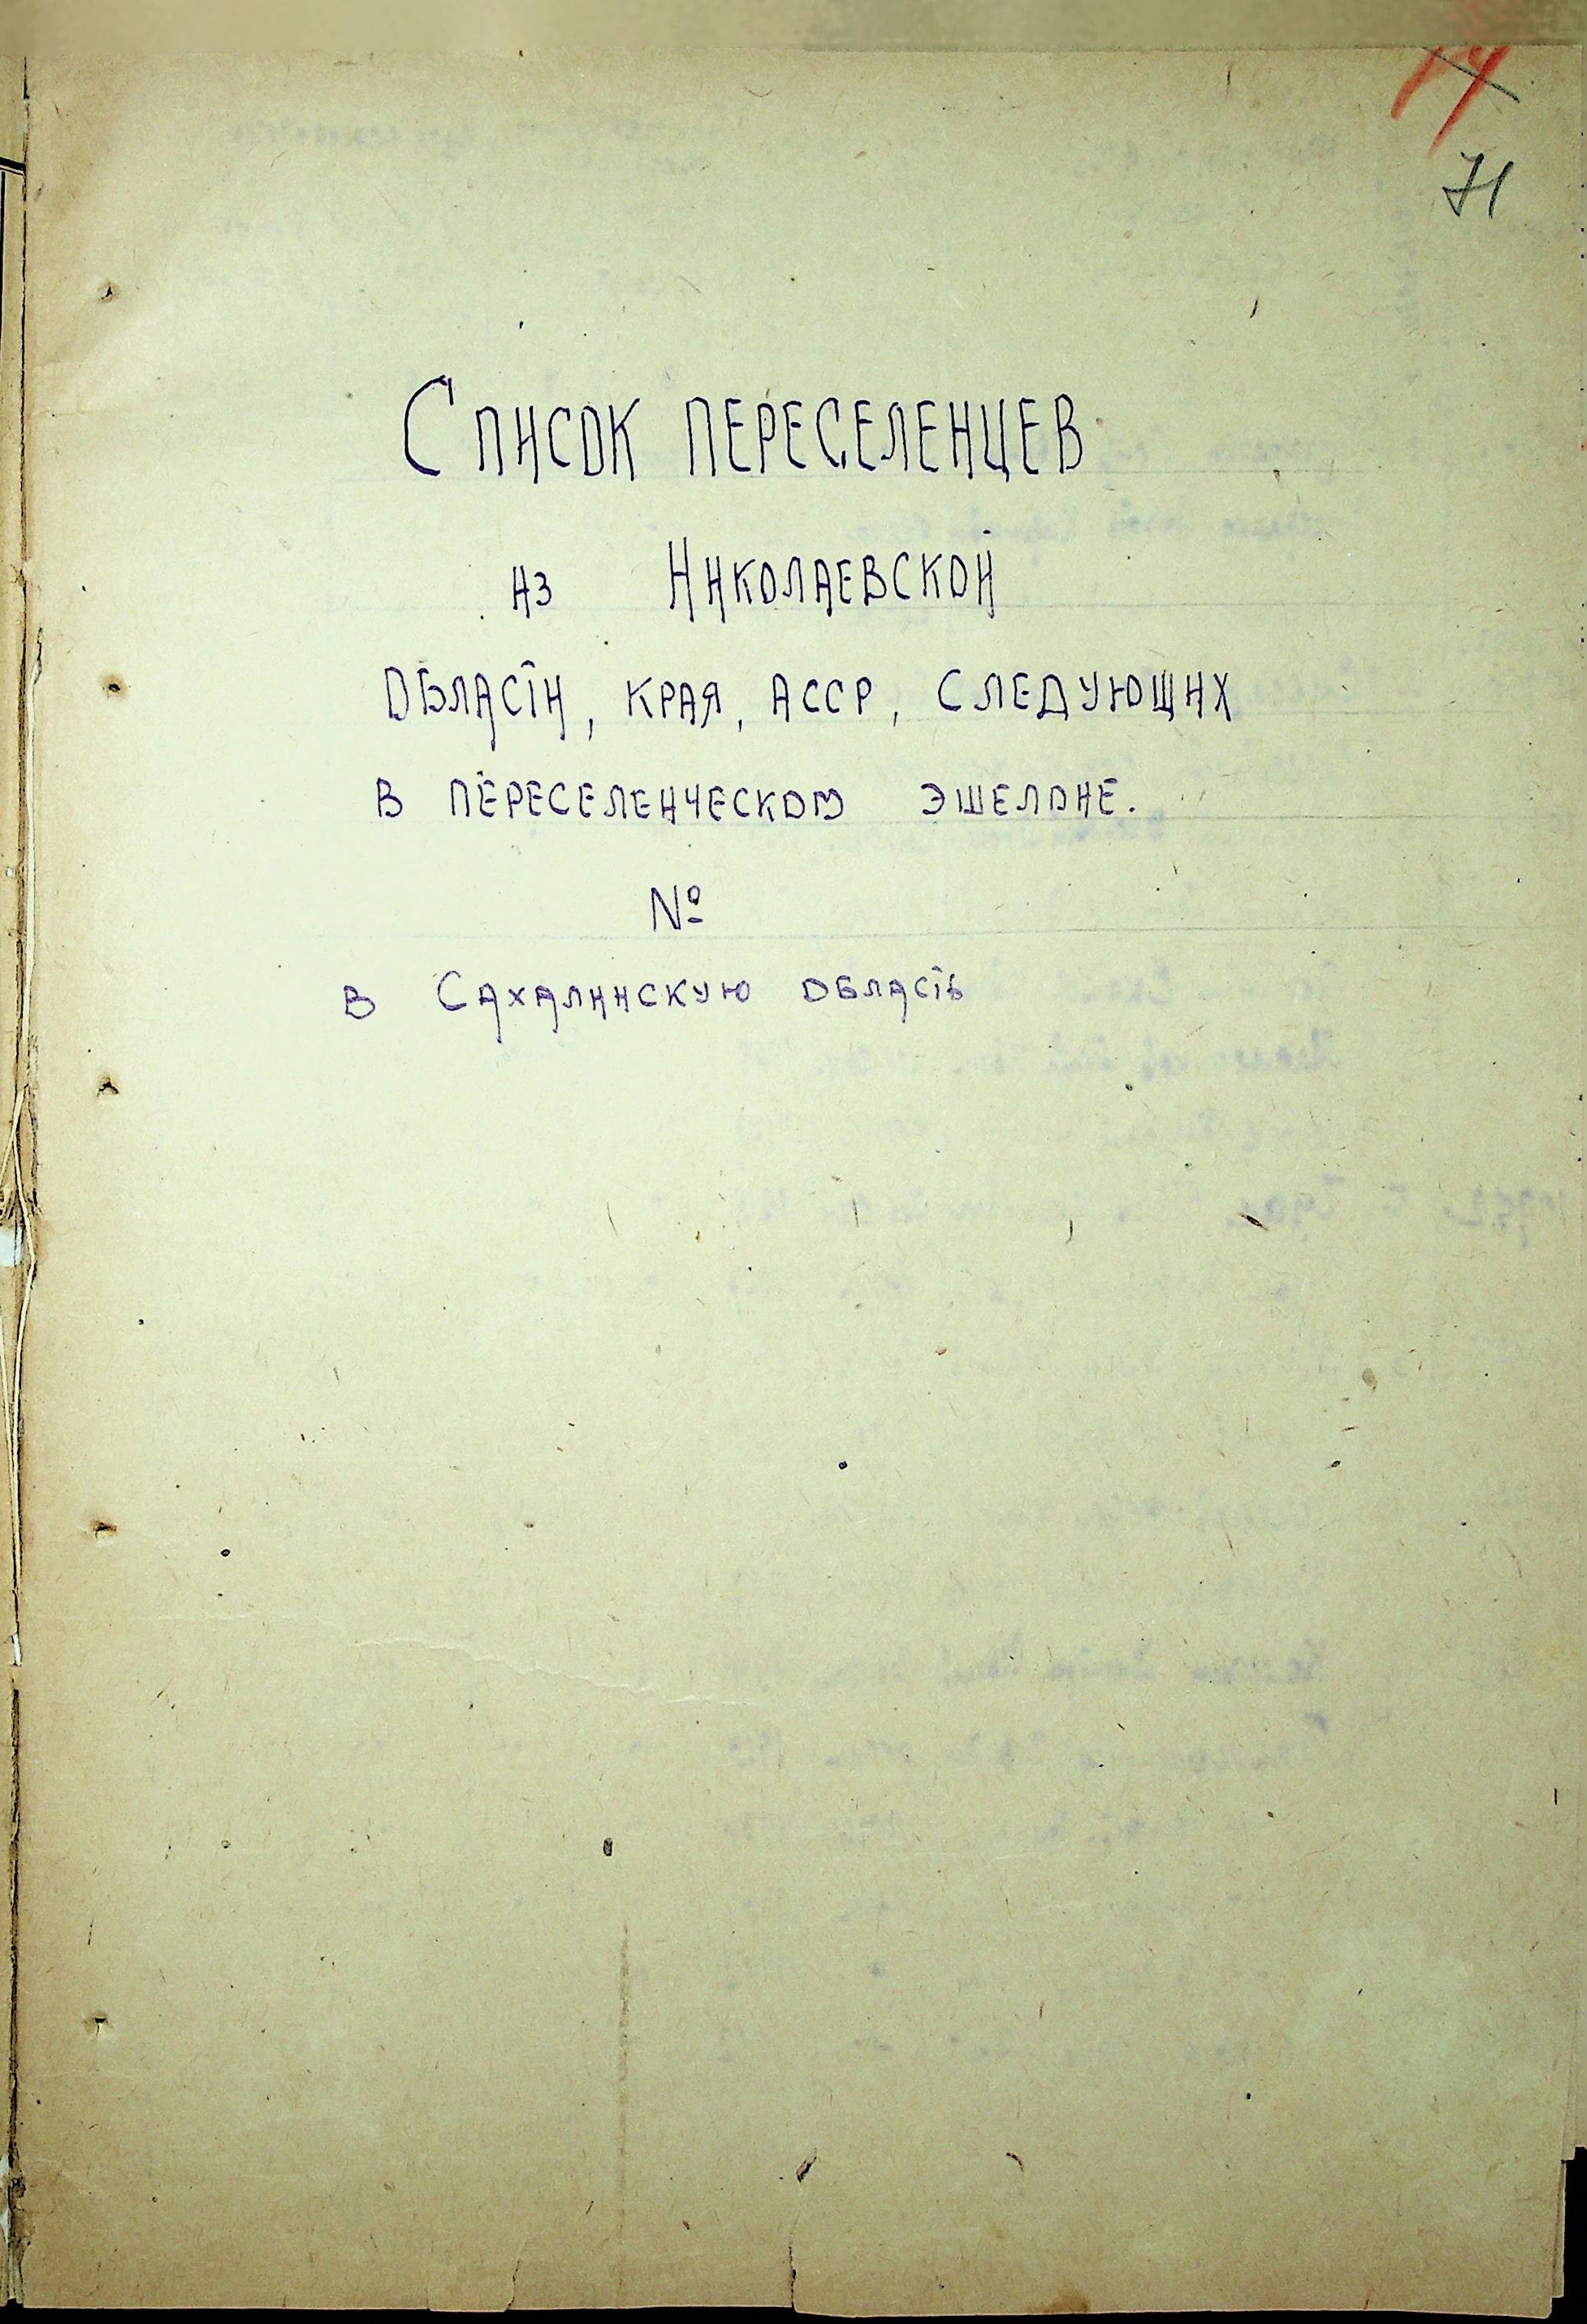 71
Список переселенцев
из Николаевской
области, края, АССР, следующих
в переселенческом эшелоне.
№
в Сахалинскую область